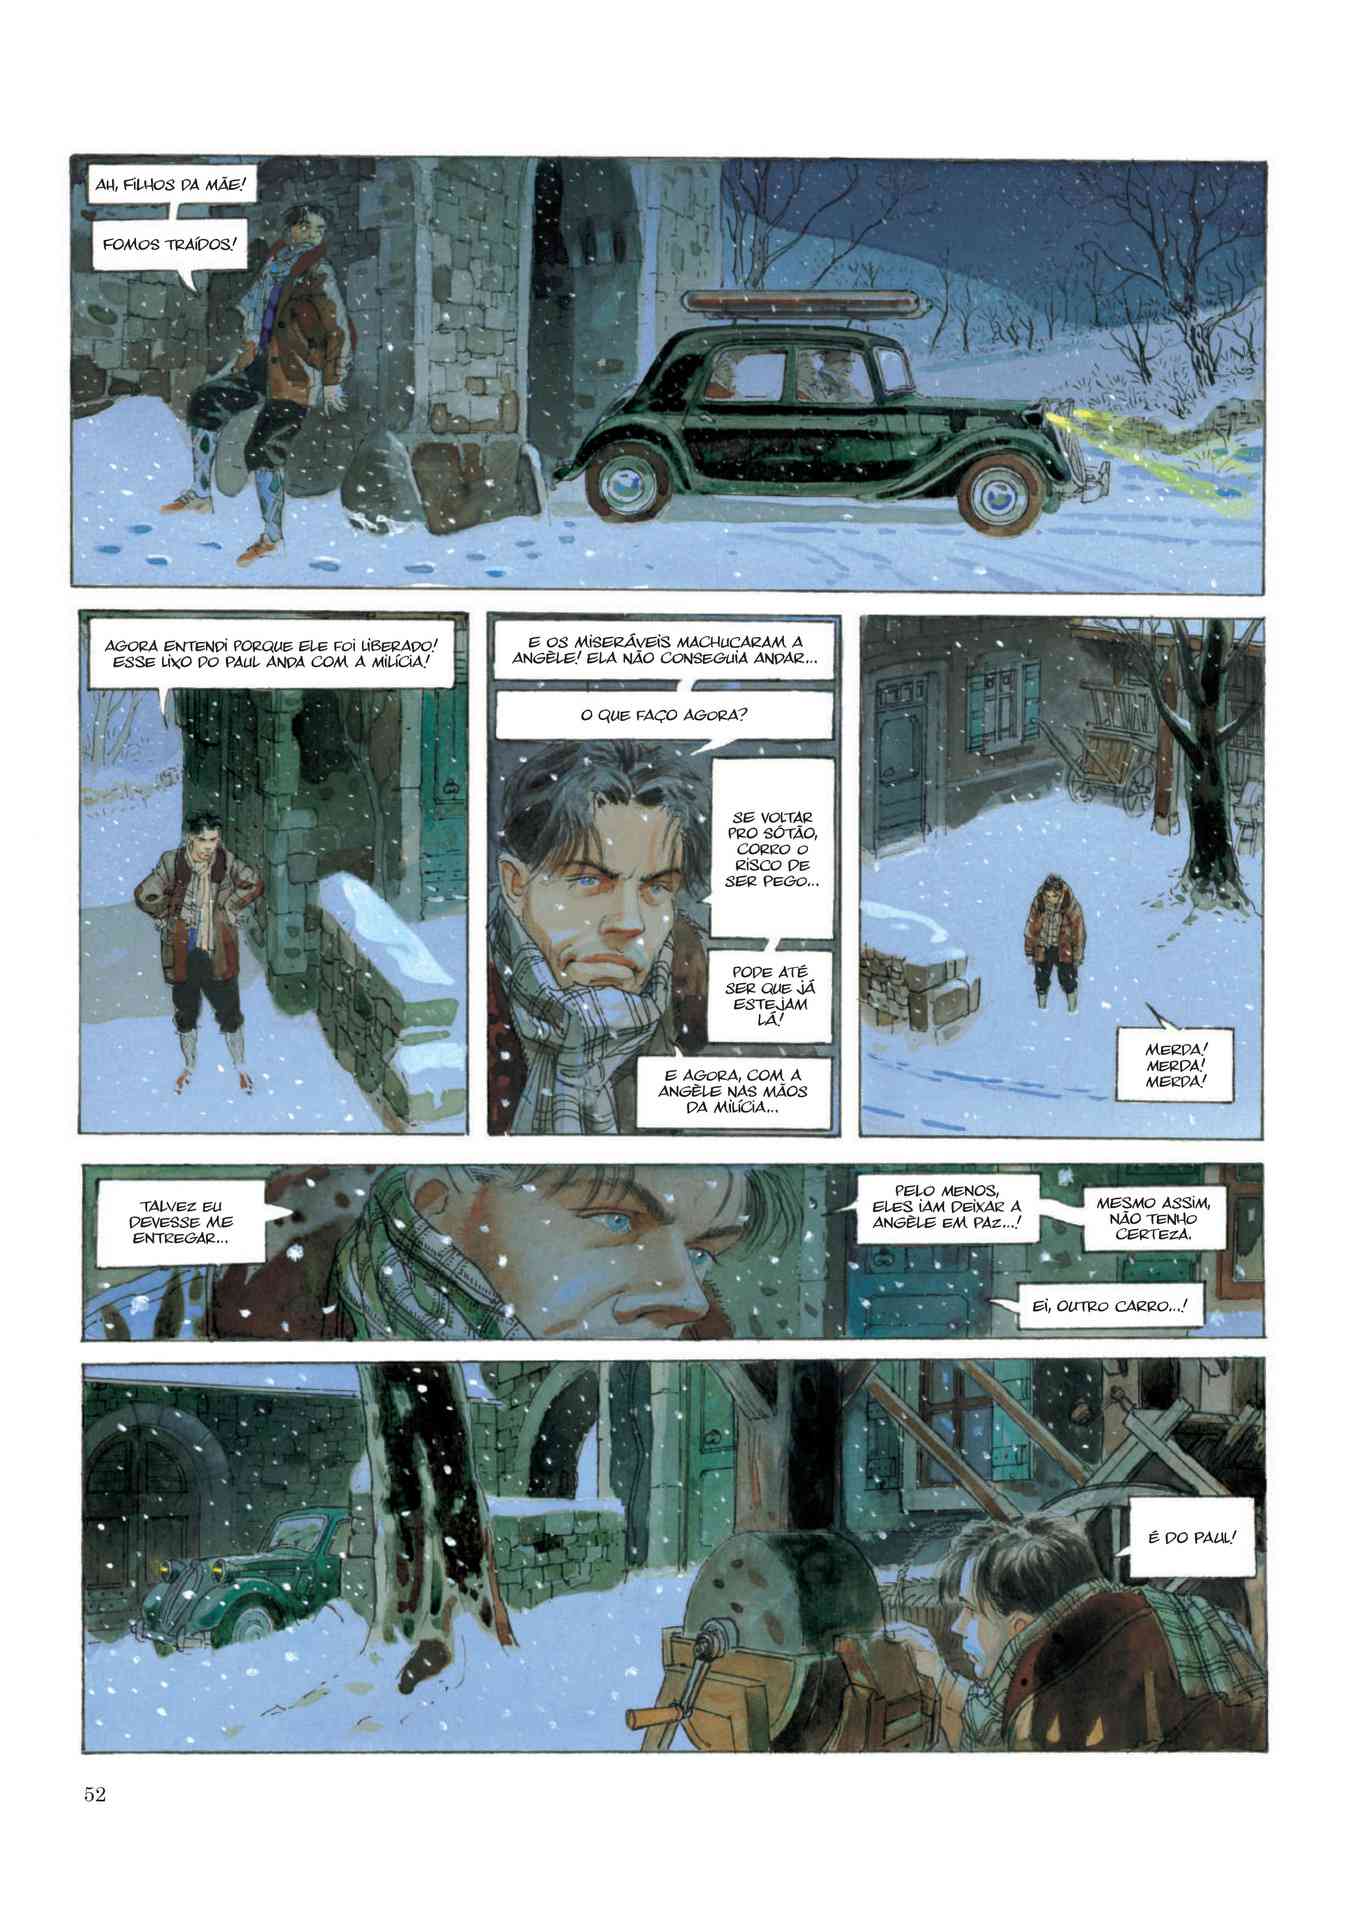 AH, FILHOS DA MÃE!
FOMOS TRAÍDOS!
AGORA ENTENDI PORQUE ELE FOI LIBERADO!
ESSE LIXO DO PAUL ANDA COM A MILÍCIA!
E OS MISERÁVEIS MACHUCARAM A
ANGÈLE! ELA NÃO CONSEGUIA ANDAR...
O QUE FAÇO AGORA?
SE VOLTAR
PRO SÓTÃO,
CORRO O
RISCO DE
SER PEGO...
PODE ATÉ
SER QUE JÁ
ESTEJAM
LÁ!
E AGORA, COM A
ANGÈLE NAS MÃOS
DA MILÍCIA...
MERDA!
MERDA!
MERDA!
TALVEZ EU
DEVESSE ME
ENTREGAR...
PELO MENOS,
ELES IAM DEIXAR A
ANGÈLE EM PAZ...!
MESMO ASSIM,
NÃO TENHO
CERTEZA.
EI, OUTRO CARRO...!
É DO PAUL!
52